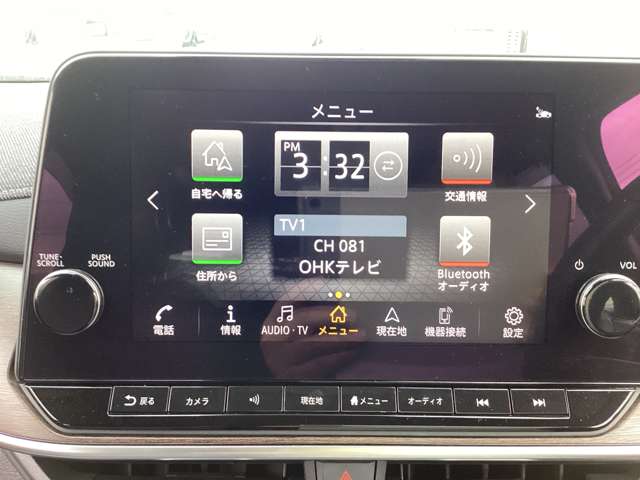 メニュー
自宅へ帰る
PM
3:32
交通情報
TV1
CH 081
OHKテレビ
住所から
Bluetooth
オーディオ
TUNE・
SCROLL
PUSH
SOUND
VOL
電話
情報
AUDIO・TV
メニュー
現在地
機器接続
設定
戻る
カメラ
現在地
メニュー
オーディオ